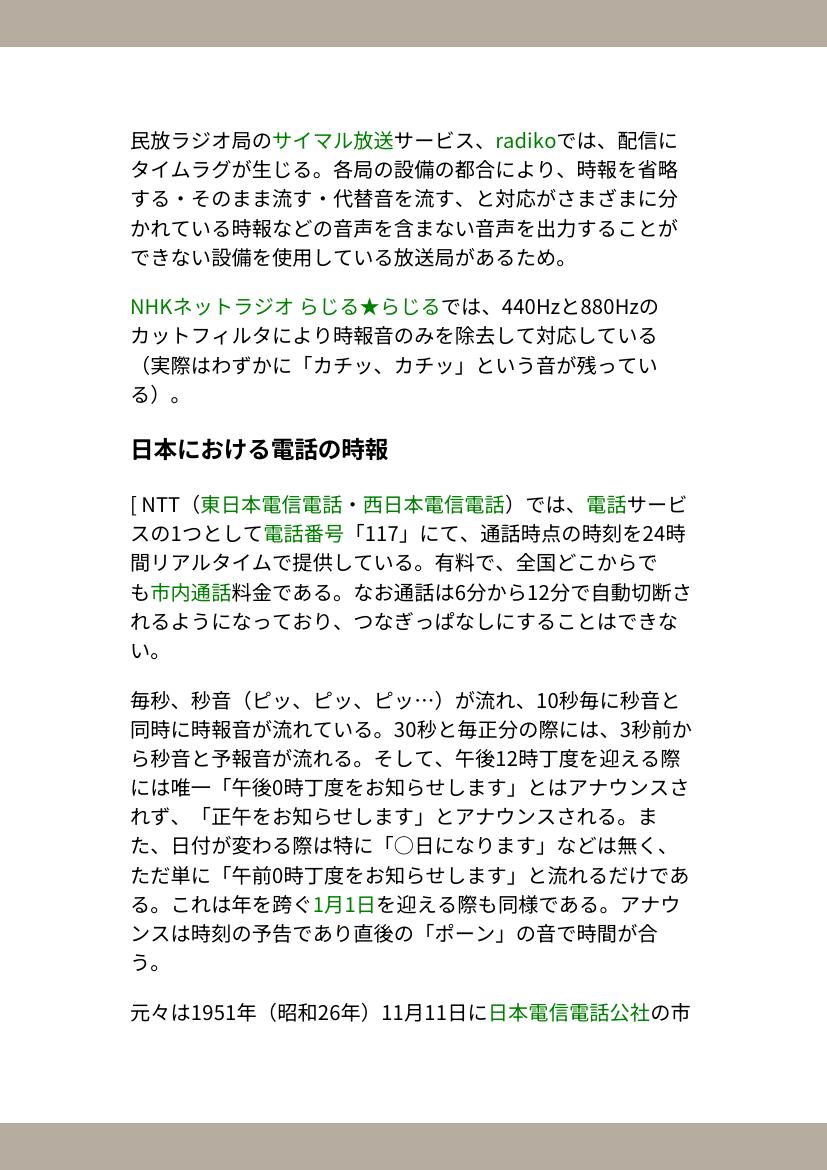 民放ラジオ局のサイマル放送サービス、radikoでは、配信に
タイムラグが生じる。各局の設備の都合により、時報を省略
する・そのまま流す・代替音を流す、と対応がさまざまに分
かれている時報などの音声を含まない音声を出力することが
できない設備を使用している放送局があるため。
NHKネットラジオ らじる★らじるでは、440Hzと880Hzの
カットフィルタにより時報音のみを除去して対応している
（実際はわずかに「カチッ、カチッ」という音が残ってい
る）。
日本における電話の時報
[ NTT（東日本電信電話・西日本電信電話）では、電話サービ
スの1つとして電話番号「117」にて、通話時点の時刻を24時
間リアルタイムで提供している。有料で、全国どこからで
も市内通話料金である。なお通話は6分から12分で自動切断さ
れるようになっており、つなぎっぱなしにすることはできな
い。
毎秒、秒音（ピッ、ピッ、ピッ…）が流れ、10秒毎に秒音と
同時に時報音が流れている。30秒と毎正分の際には、3秒前か
ら秒音と予報音が流れる。そして、午後12時丁度を迎える際
には唯一「午後0時丁度をお知らせします」とはアナウンスさ
れず、「正午をお知らせします」とアナウンスされる。ま
た、日付が変わる際は特に「◯日になります」などは無く、
ただ単に「午前0時丁度をお知らせします」と流れるだけであ
る。これは年を跨ぐ1月1日を迎える際も同様である。アナウ
ンスは時刻の予告であり直後の「ポーン」の音で時間が合
う。
元々は1951年（昭和26年）11月11日に日本電信電話公社の市